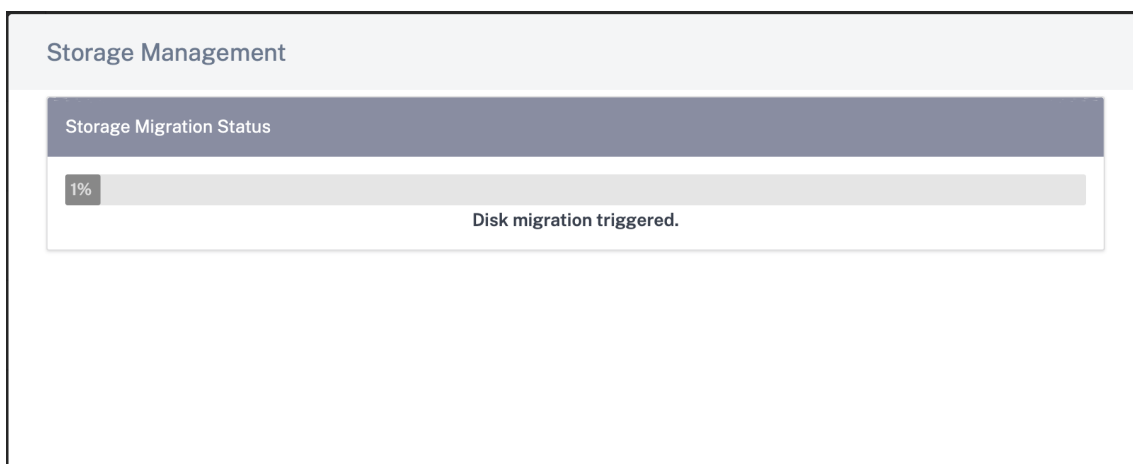 Storage Management
Storage Migration Status
1%
Disk migration triggered.